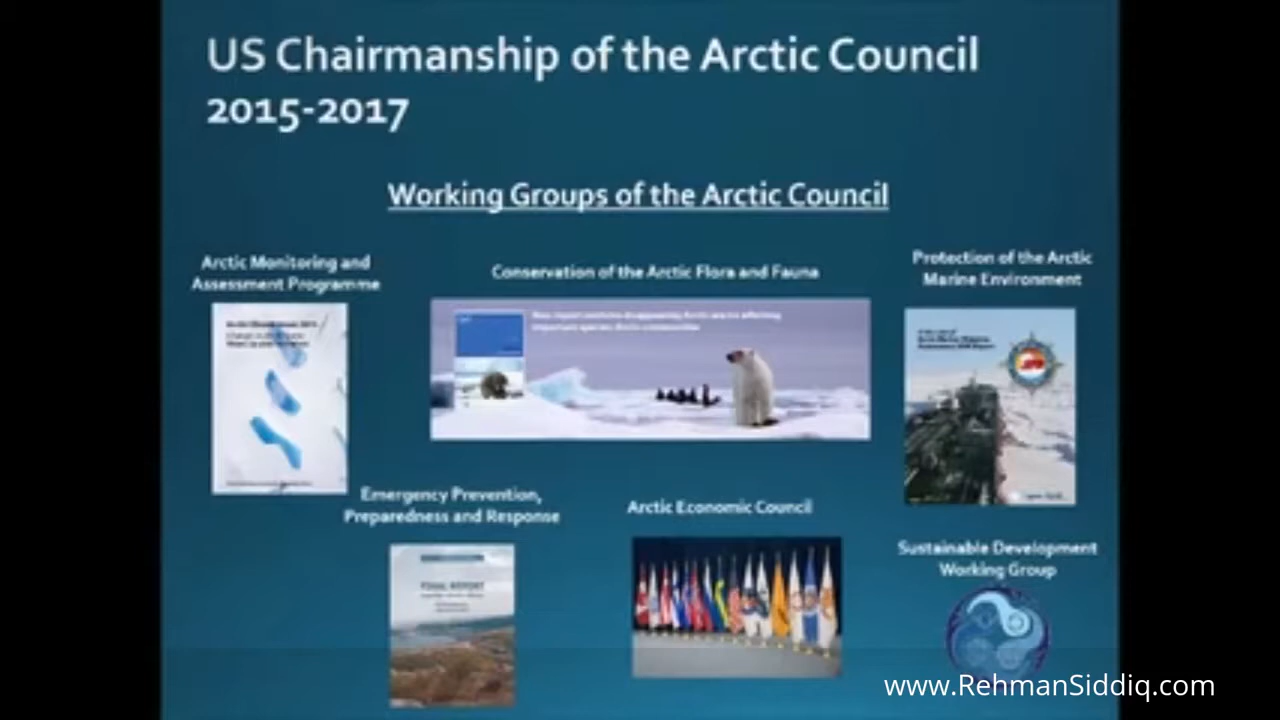 US Chairmanship of the Arctic Council
2015-2017
Working Groups of the Arctic Council
Arctic Monitoring and
Assessment Programme
Conservation of the Arctic Flora and Fauna
Protection of the Arctic
Marine Environment
Emergency Prevention,
Preparedness and Response
FINAL REPORT
Arctic Economic Council
Sustainable Development
Working Group
www.RehmanSiddiq.com